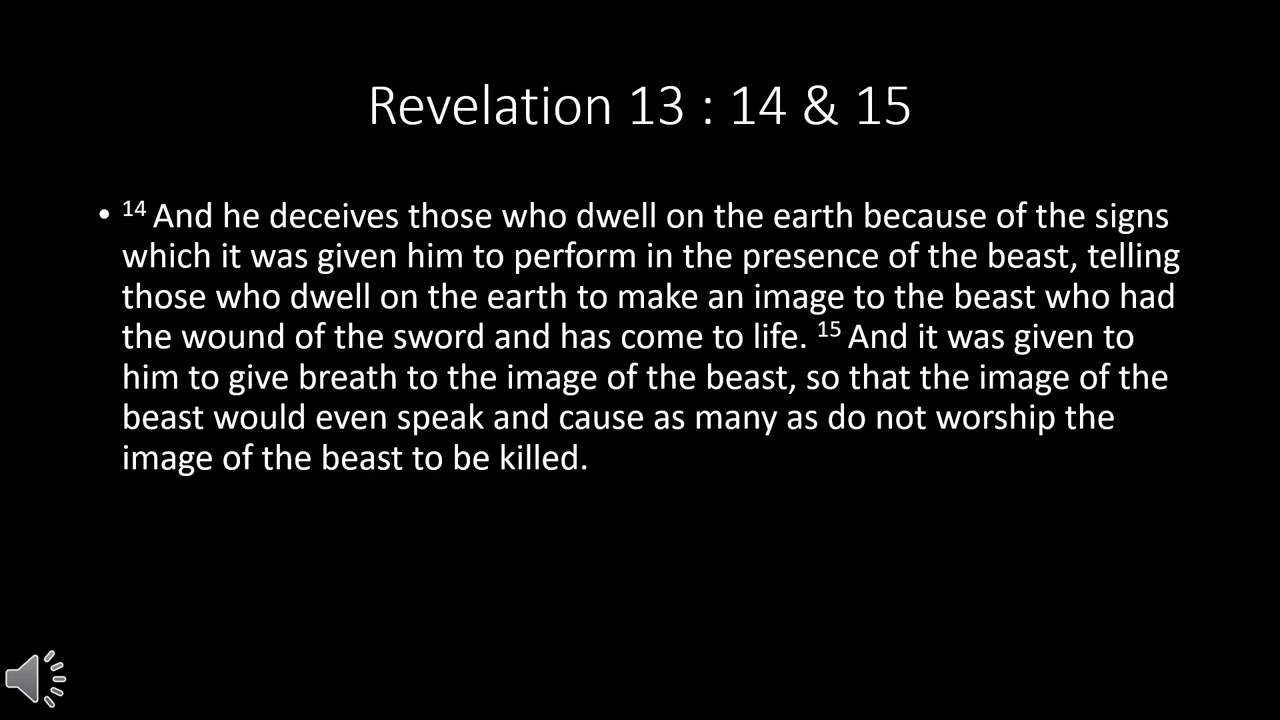 Revelation 13 : 14 & 15
• 14 And he deceives those who dwell on the earth because of the signs
which it was given him to perform in the presence of the beast, telling
those who dwell on the earth to make an image to the beast who had
the wound of the sword and has come to life. 15 And it was given to
him to give breath to the image of the beast, so that the image of the
beast would even speak and cause as many as do not worship the
image of the beast to be killed.